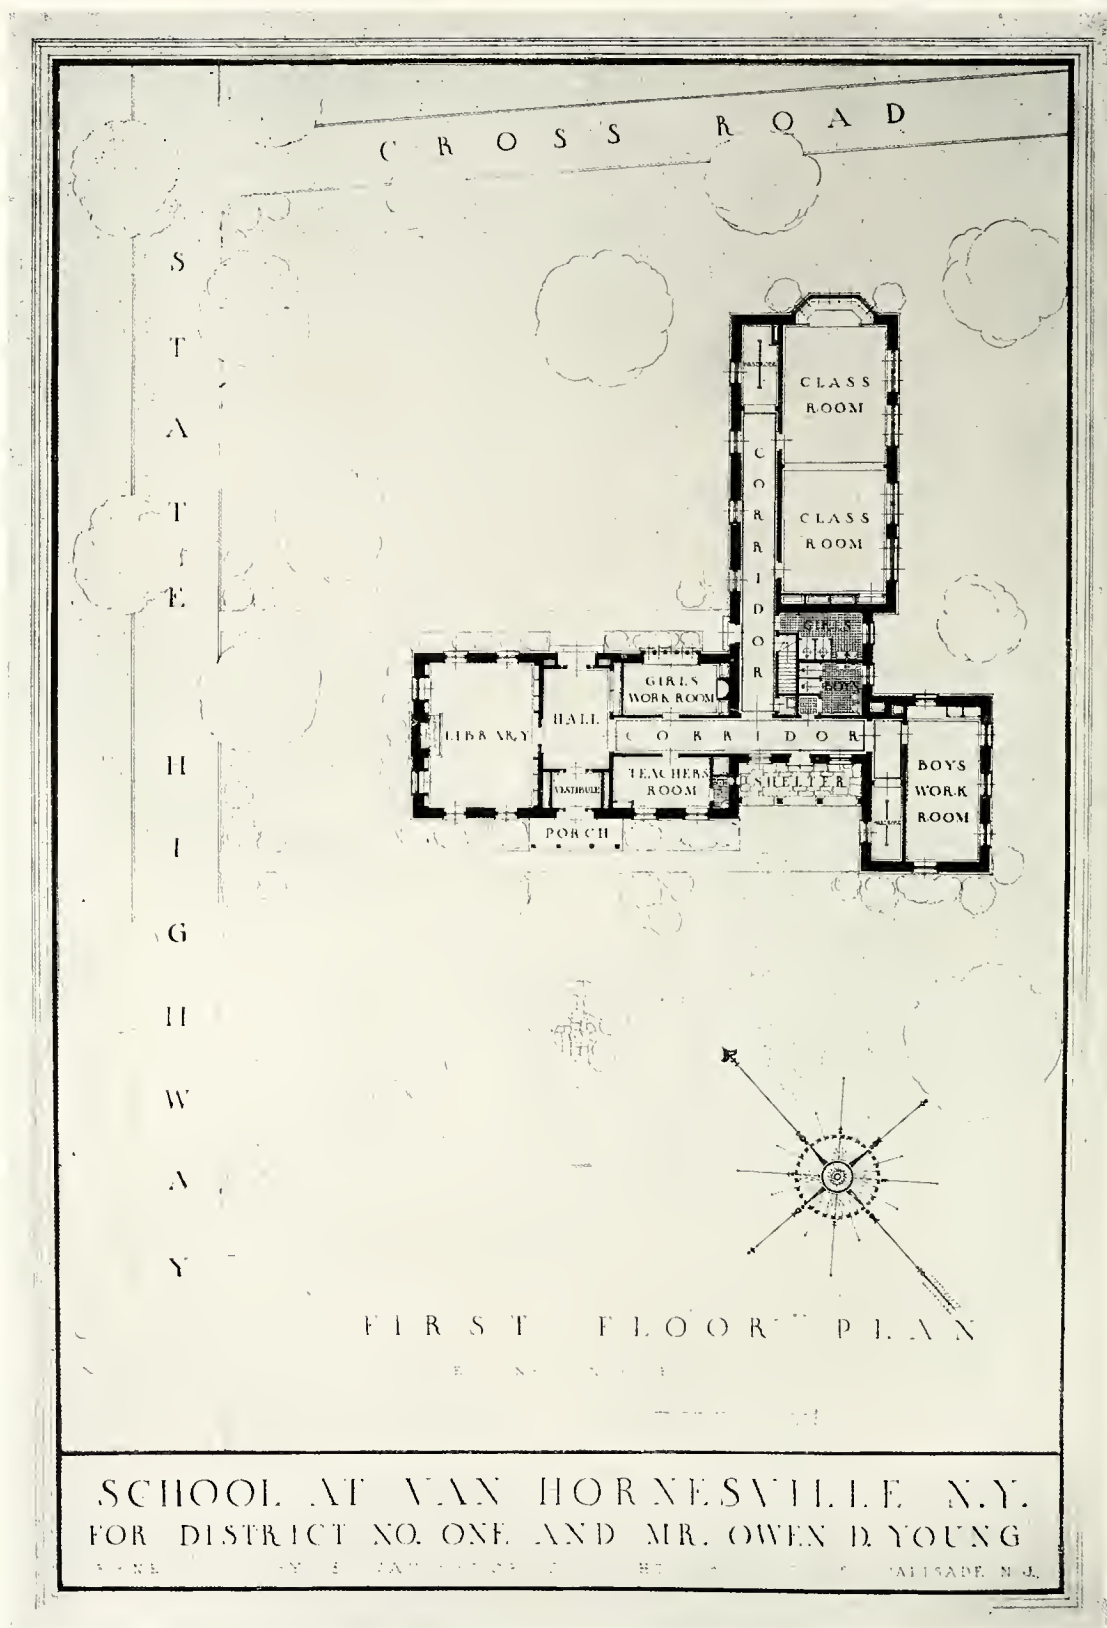 CROSS ROAD
STATE HIGHWAY
CLASS
ROOM
CORRIDOR
CLASS
ROOM
GIRLS
BOYS
GIRLS
WORK ROOM
HALL
LIBRARY
CORRIDOR
TEACHERS
ROOM
VESTIBULE
SHELTER
BOYS
WORK
ROOM
PORCH
FIRST FLOOR PLAN
SCHOOL AT VAN HORNESVILLE N.Y.
FOR DISTRICT NO. ONE AND MR. OWEN D. YOUNG
PALISADE N.J.